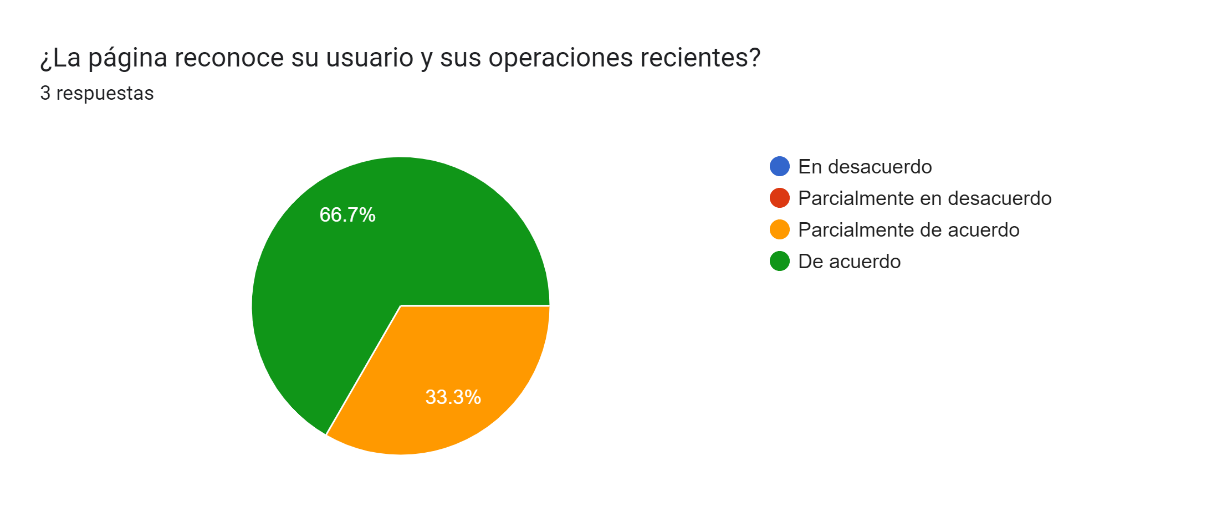 ¿La página reconoce su usuario y sus operaciones recientes?
3 respuestas
66.7%
33.3%
En desacuerdo
Parcialmente en desacuerdo
Parcialmente de acuerdo
De acuerdo